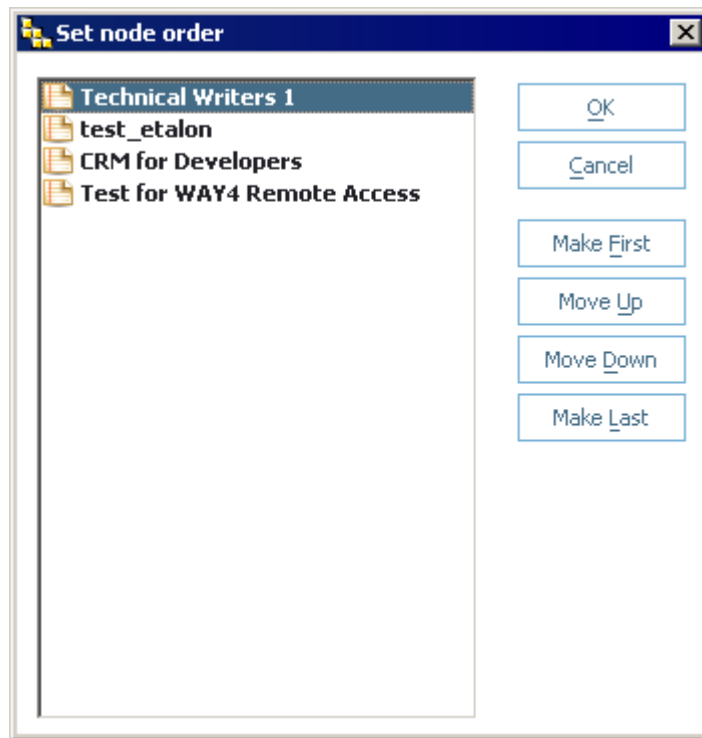 Set node order
Technical Writers 1
test_etalon
CRM for Developers
Test for WAY4 Remote Access
OK
Cancel
Make First
Move Up
Move Down
Make Last